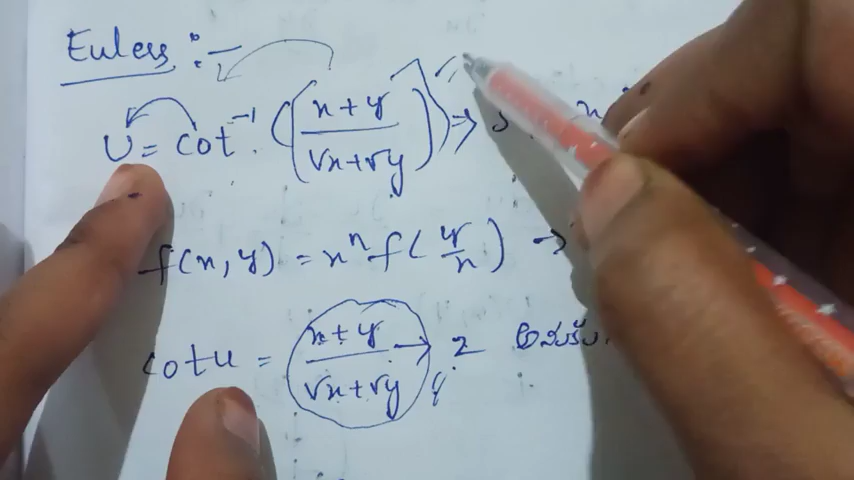 Eulers :-
U = cot⁻¹ ((x+y)/(√x+√y)) →
f(x,y) = xⁿ f(y/x) →
cot u = (x+y)/(√x+√y) → z